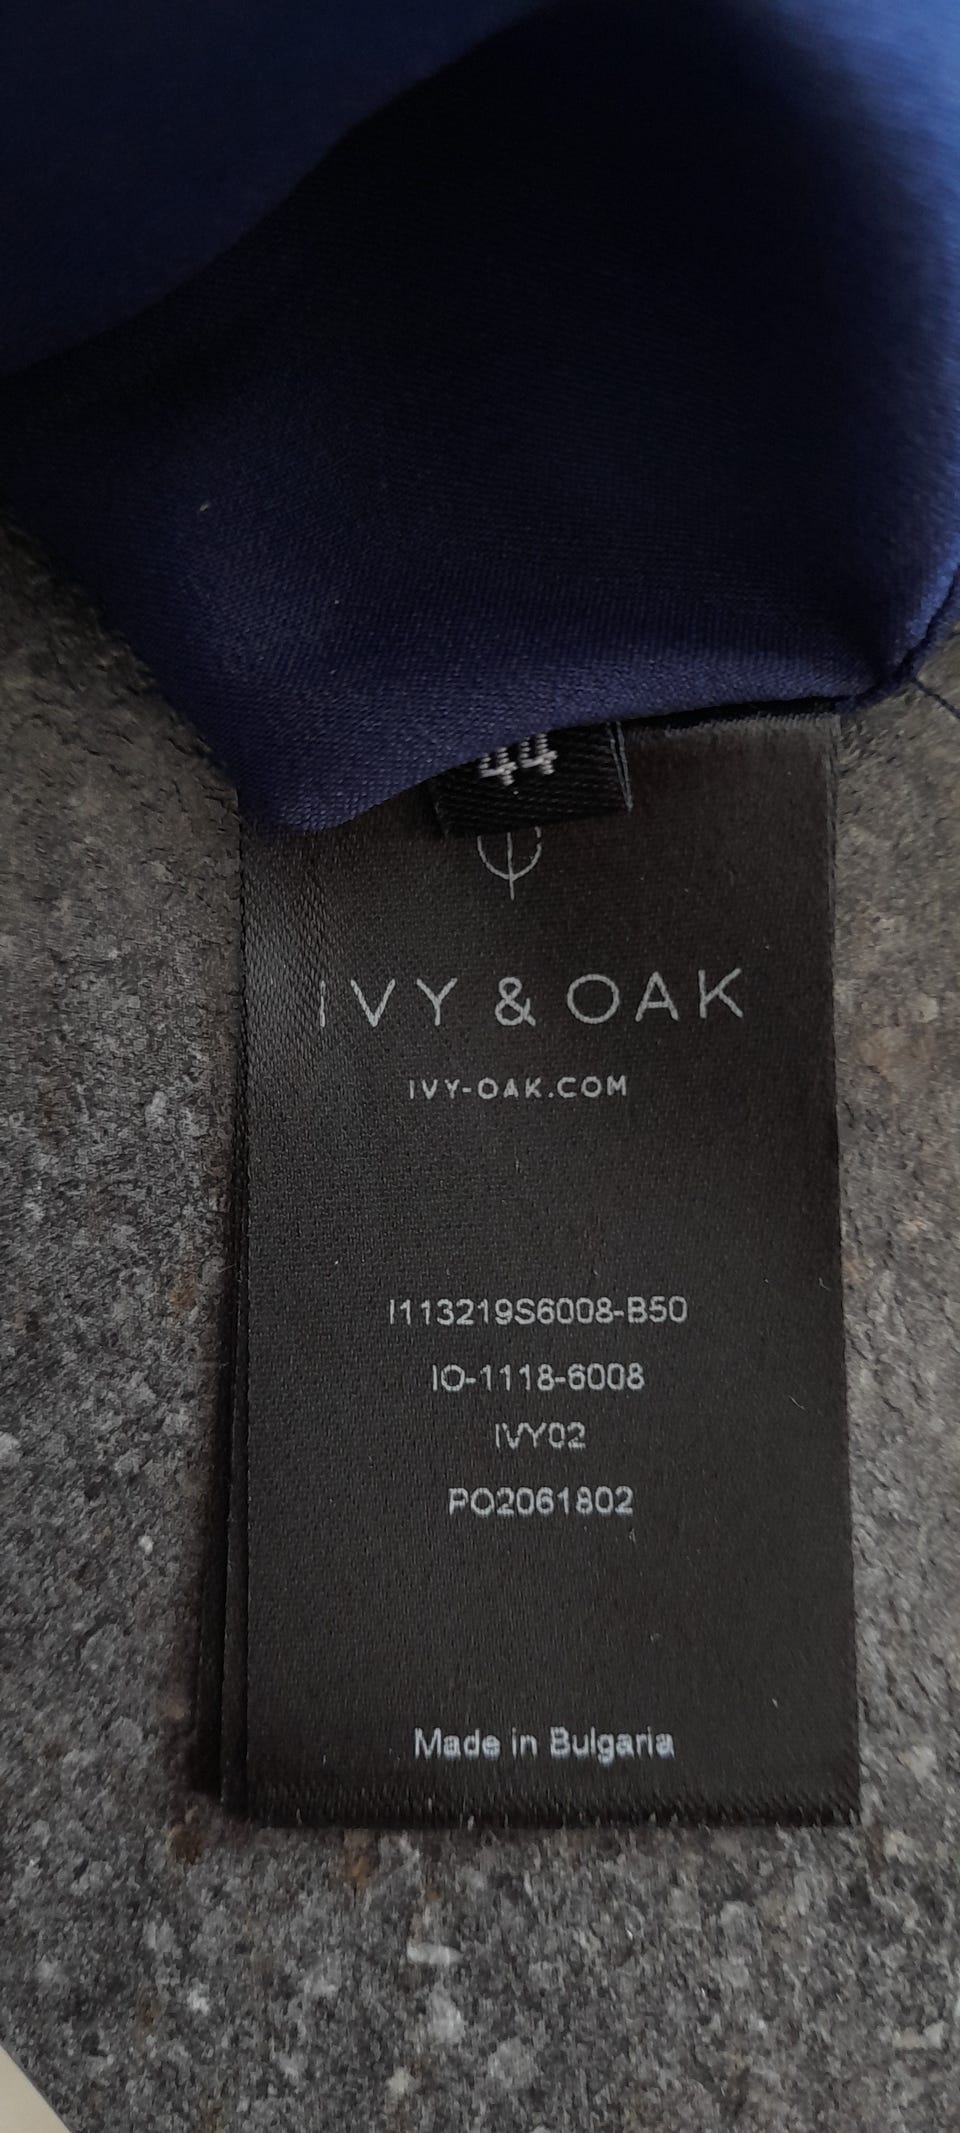 44
IVY & OAK
IVY-OAK.COM
I113219S6008-B50
IO-1118-6008
IVY02
PO2061802
Made in Bulgaria